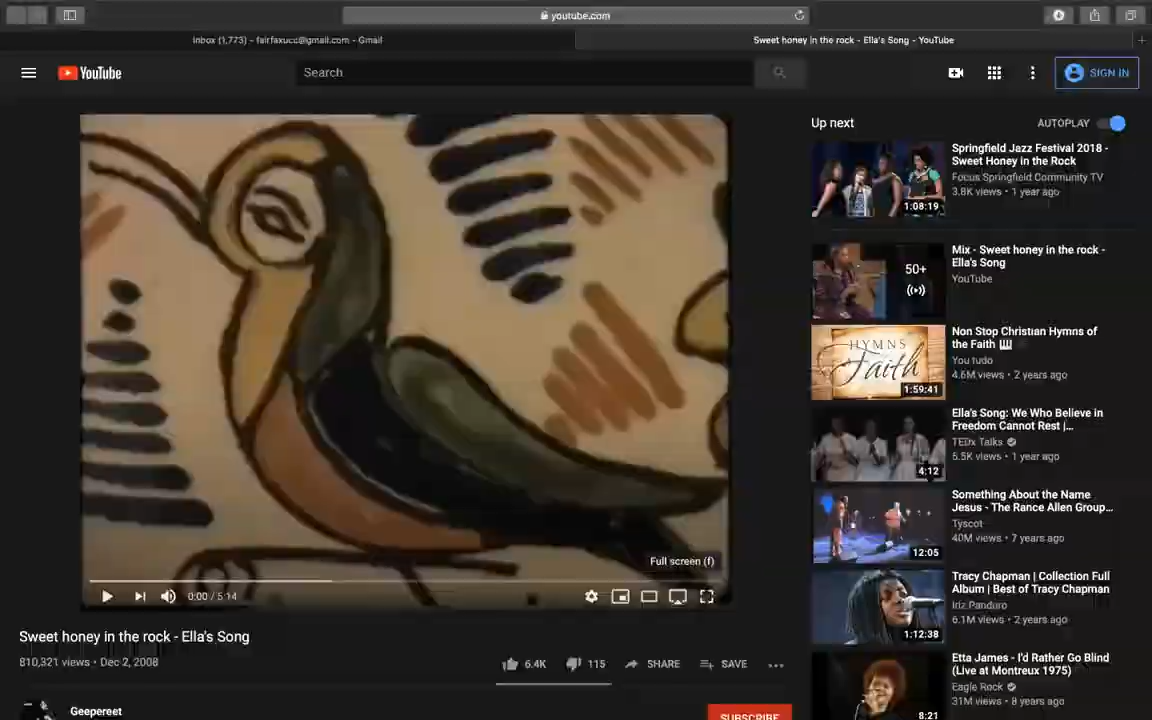 youtube.com
Inbox (1,773) - fairfaxucc@gmail.com - Gmail
Sweet honey in the rock - Ella's Song - YouTube
YouTube
Search
SIGN IN
Up next
AUTOPLAY
Springfield Jazz Festival 2018 -
Sweet Honey in the Rock
Focus Springfield Community TV
3.8K views • 1 year ago
1:08:19
Mix - Sweet honey in the rock -
Ella's Song
YouTube
50+
Non Stop Christian Hymns of
the Faith
You tudo
4.6M views • 2 years ago
HYMNS
Faith
1:59:41
Ella's Song: We Who Believe in
Freedom Cannot Rest |...
TEDx Talks
5.5K views • 1 year ago
4:12
Something About the Name
Jesus - The Rance Allen Group...
Tyscot
40M views • 7 years ago
12:05
Tracy Chapman | Collection Full
Album | Best of Tracy Chapman
Iriz Panduro
6.1M views • 2 years ago
1:12:38
Etta James - I'd Rather Go Blind
(Live at Montreux 1975)
Eagle Rock
31M views • 8 years ago
8:21
Full screen (f)
0:00 / 5:14
Sweet honey in the rock - Ella's Song
810,321 views • Dec 2, 2008
6.4K
115
SHARE
SAVE
Geepereet
SUBSCRIBE